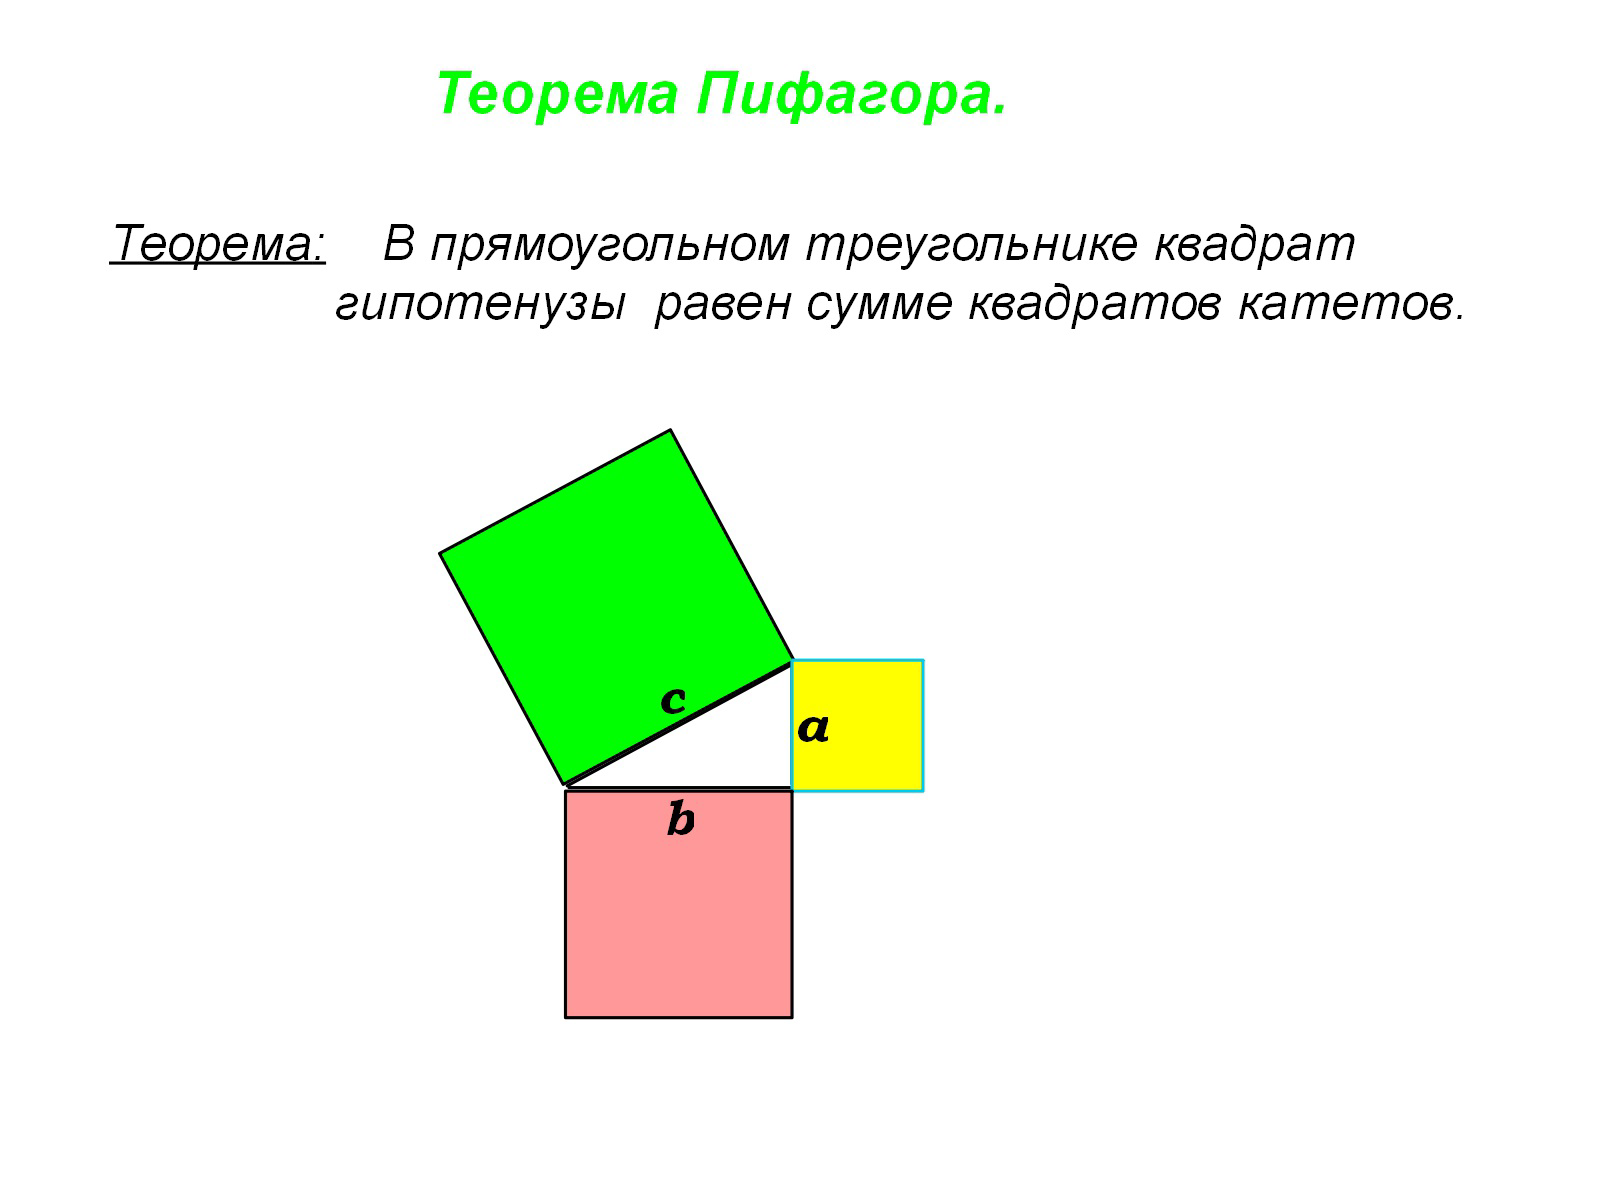 Теорема Пифагора.
Теорема: В прямоугольном треугольнике квадрат
гипотенузы равен сумме квадратов катетов.
c
a
b